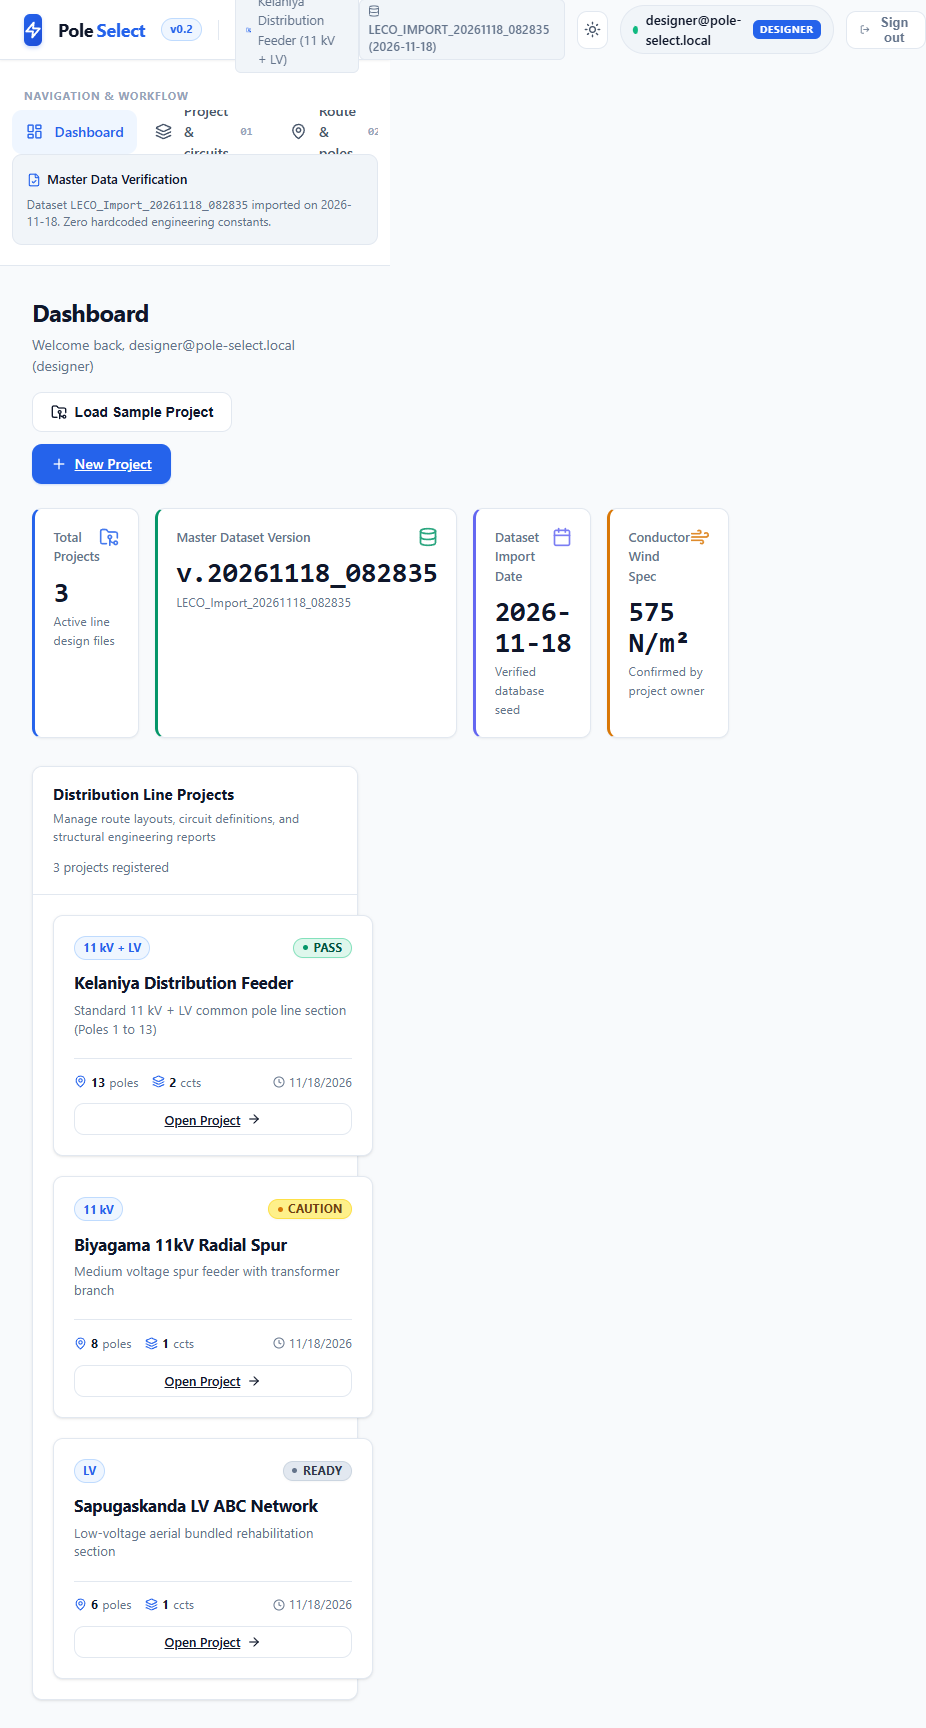 Pole Select
v0.2
Kelaniya
Distribution
Feeder (11 kV
+ LV)
LECO_IMPORT_20261118_082835
(2026-11-18)
designer@pole-
select.local
DESIGNER
Sign
out
NAVIGATION & WORKFLOW
Dashboard
Project
&
circuits
01
Route
&
poles
02
Master Data Verification
Dataset LECO_Import_20261118_082835 imported on 2026-
11-18. Zero hardcoded engineering constants.
Dashboard
Welcome back, designer@pole-select.local
(designer)
Load Sample Project
New Project
Total
Projects
3
Active line
design files
Master Dataset Version
v.20261118_082835
LECO_Import_20261118_082835
Dataset
Import
Date
2026-
11-18
Verified
database
seed
Conductor
Wind
Spec
575
N/m²
Confirmed by
project owner
Distribution Line Projects
Manage route layouts, circuit definitions, and
structural engineering reports
3 projects registered
11 kV + LV
PASS
Kelaniya Distribution Feeder
Standard 11 kV + LV common pole line section
(Poles 1 to 13)
13 poles 2 ccts 11/18/2026
Open Project
11 kV
CAUTION
Biyagama 11kV Radial Spur
Medium voltage spur feeder with transformer
branch
8 poles 1 ccts 11/18/2026
Open Project
LV
READY
Sapugaskanda LV ABC Network
Low-voltage aerial bundled rehabilitation
section
6 poles 1 ccts 11/18/2026
Open Project